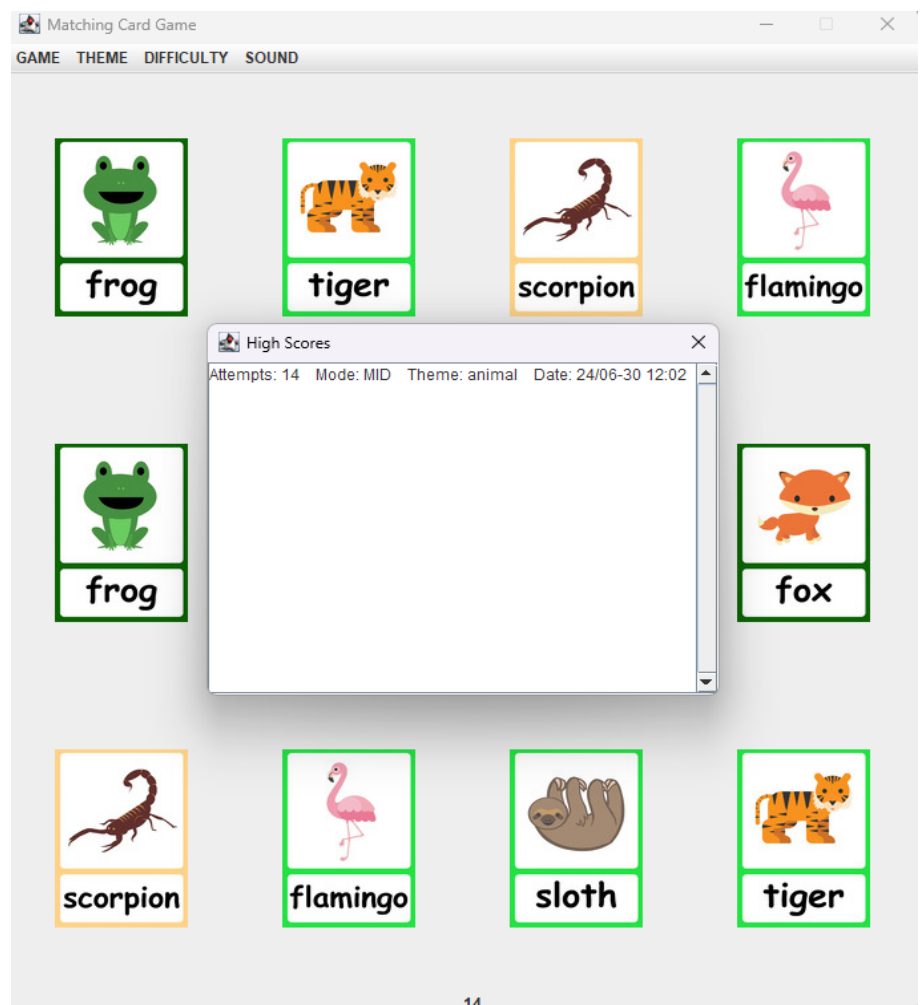 Matching Card Game
GAME THEME DIFFICULTY SOUND
frog tiger scorpion flamingo
High Scores
Attempts: 14 Mode: MID Theme: animal Date: 24/06-30 12:02
frog fox
scorpion flamingo sloth tiger
14